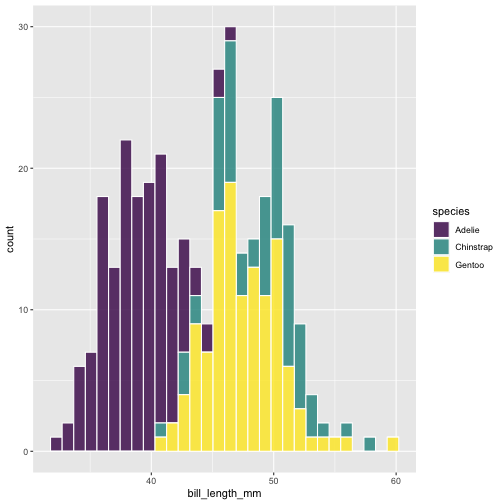 30
20
10
0
count
40
50
60
bill_length_mm
species
Adelie
Chinstrap
Gentoo